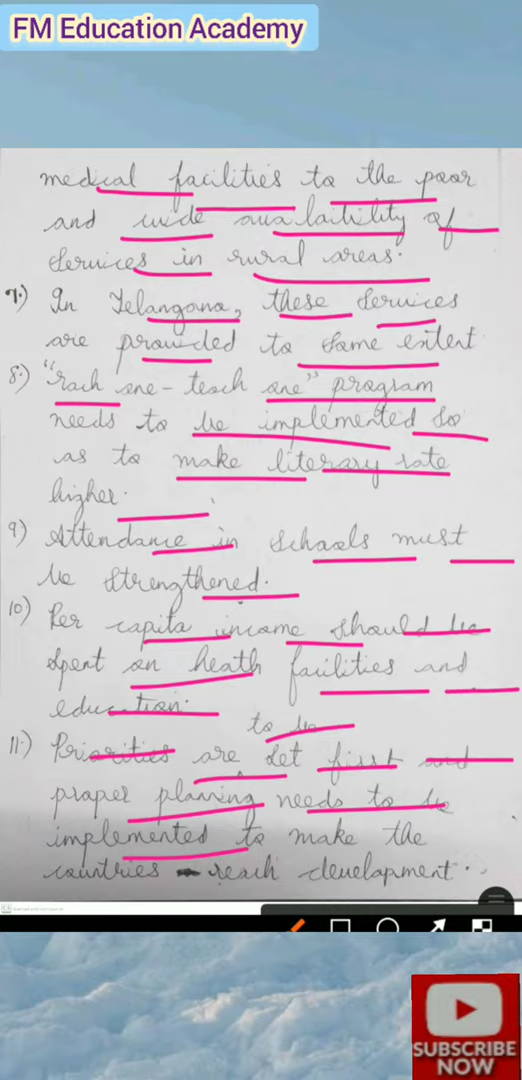 FM Education Academy
medical facilities to the poor
and wide availaitility of
services in rural areas.
7.) In Telangana, these services
are provided to some extent
8.) "Each one - teach one" program
needs to be implemented so
as to make literary rate
higher.
9) Attendance in schools must
be strengthened.
10) Per capita income should be
spent on heath facilities and
education.
to be
11.) Priorities are set first and
proper planning needs to be
implemented to make the
countries reach development.
SUBSCRIBE
NOW